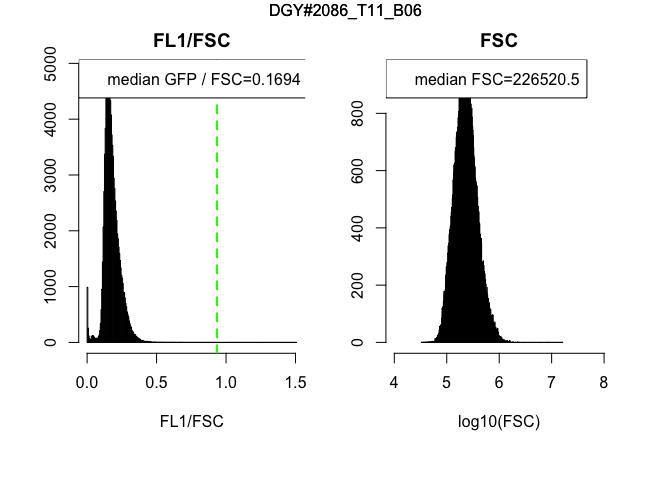 DGY#2086_T11_B06
FL1/FSC
median GFP / FSC=0.1694
0
1000
2000
3000
4000
5000
0.0 0.5 1.0 1.5
FL1/FSC
FSC
median FSC=226520.5
0
200
400
600
800
4 5 6 7 8
log10(FSC)